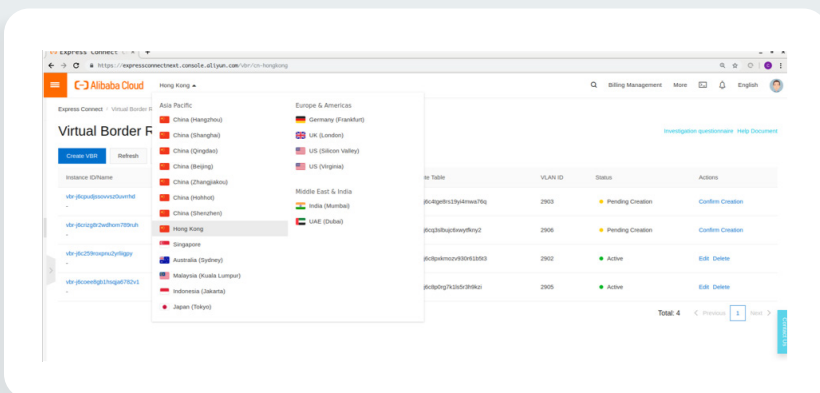 Express Connect
https://expressconnectnext.console.aliyun.com/vbr/cn-hongkong
Alibaba Cloud Hong Kong Billing Management More English
Express Connect / Virtual Border R
Virtual Border R
Investigation questionnaire Help Document
Create VBR Refresh
Instance ID/Name
te Table VLAN ID Status Actions
Asia Pacific
China (Hangzhou)
China (Shanghai)
China (Qingdao)
China (Beijing)
China (Zhangjiakou)
China (Hohhot)
China (Shenzhen)
Hong Kong
Singapore
Australia (Sydney)
Malaysia (Kuala Lumpur)
Indonesia (Jakarta)
Japan (Tokyo)
Europe & Americas
Germany (Frankfurt)
UK (London)
US (Silicon Valley)
US (Virginia)
Middle East & India
India (Mumbai)
UAE (Dubai)
2903 Pending Creation Confirm Creation
2906 Pending Creation Confirm Creation
2902 Active Edit Delete
2905 Active Edit Delete
Total: 4 Previous 1 Next
Contact Us